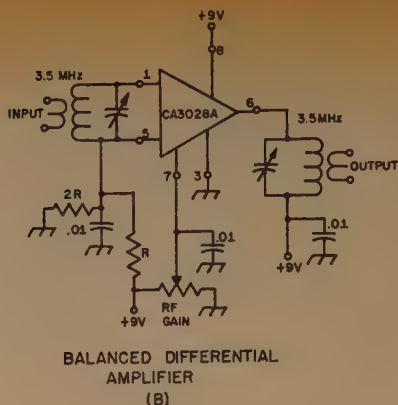 +9V
8
3.5 MHz
1
6
INPUT
CA3028A
3.5MHz
5
OUTPUT
7
3
2R
.01
R
.01
.01
+9V
+9V
RF
GAIN
BALANCED DIFFERENTIAL
AMPLIFIER
(B)